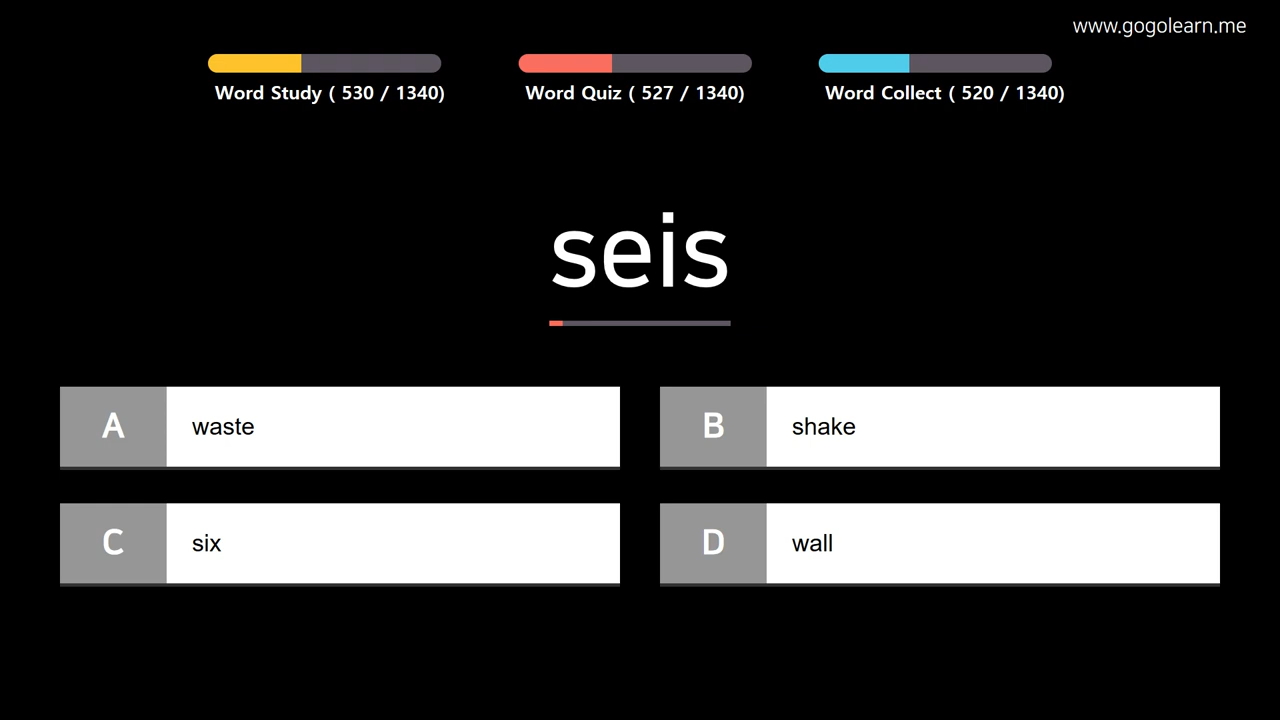 www.gogolearn.me
Word Study ( 530 / 1340)
Word Quiz ( 527 / 1340)
Word Collect ( 520 / 1340)
seis
A waste
B shake
C six
D wall